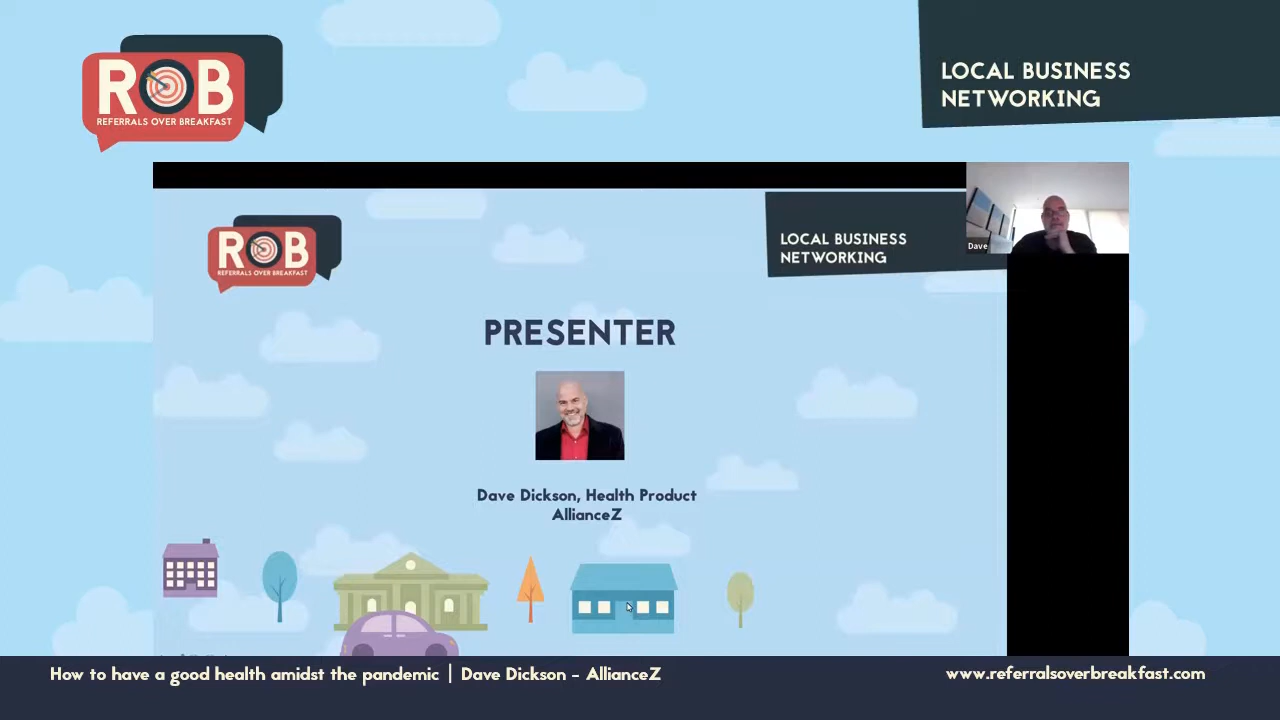 ROB
REFERRALS OVER BREAKFAST
LOCAL BUSINESS
NETWORKING
ROB
REFERRALS OVER BREAKFAST
LOCAL BUSINESS
NETWORKING
Dave
PRESENTER
Dave Dickson, Health Product
AllianceZ
How to have a good health amidst the pandemic | Dave Dickson - AllianceZ
www.referralsoverbreakfast.com